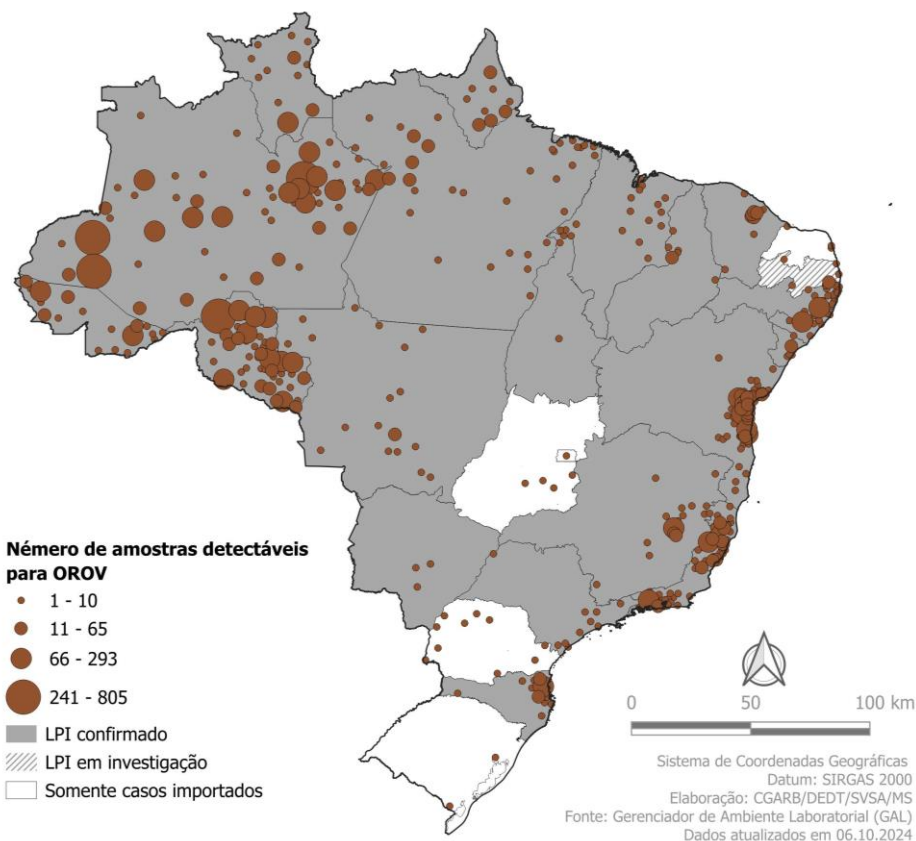 Némero de amostras detectáveis
para OROV
1 - 10
11 - 65
66 - 293
241 - 805
LPI confirmado
LPI em investigação
Somente casos importados
0 50 100 km
Sistema de Coordenadas Geográficas
Datum: SIRGAS 2000
Elaboração: CGARB/DEDT/SVSA/MS
Fonte: Gerenciador de Ambiente Laboratorial (GAL)
Dados atualizados em 06.10.2024